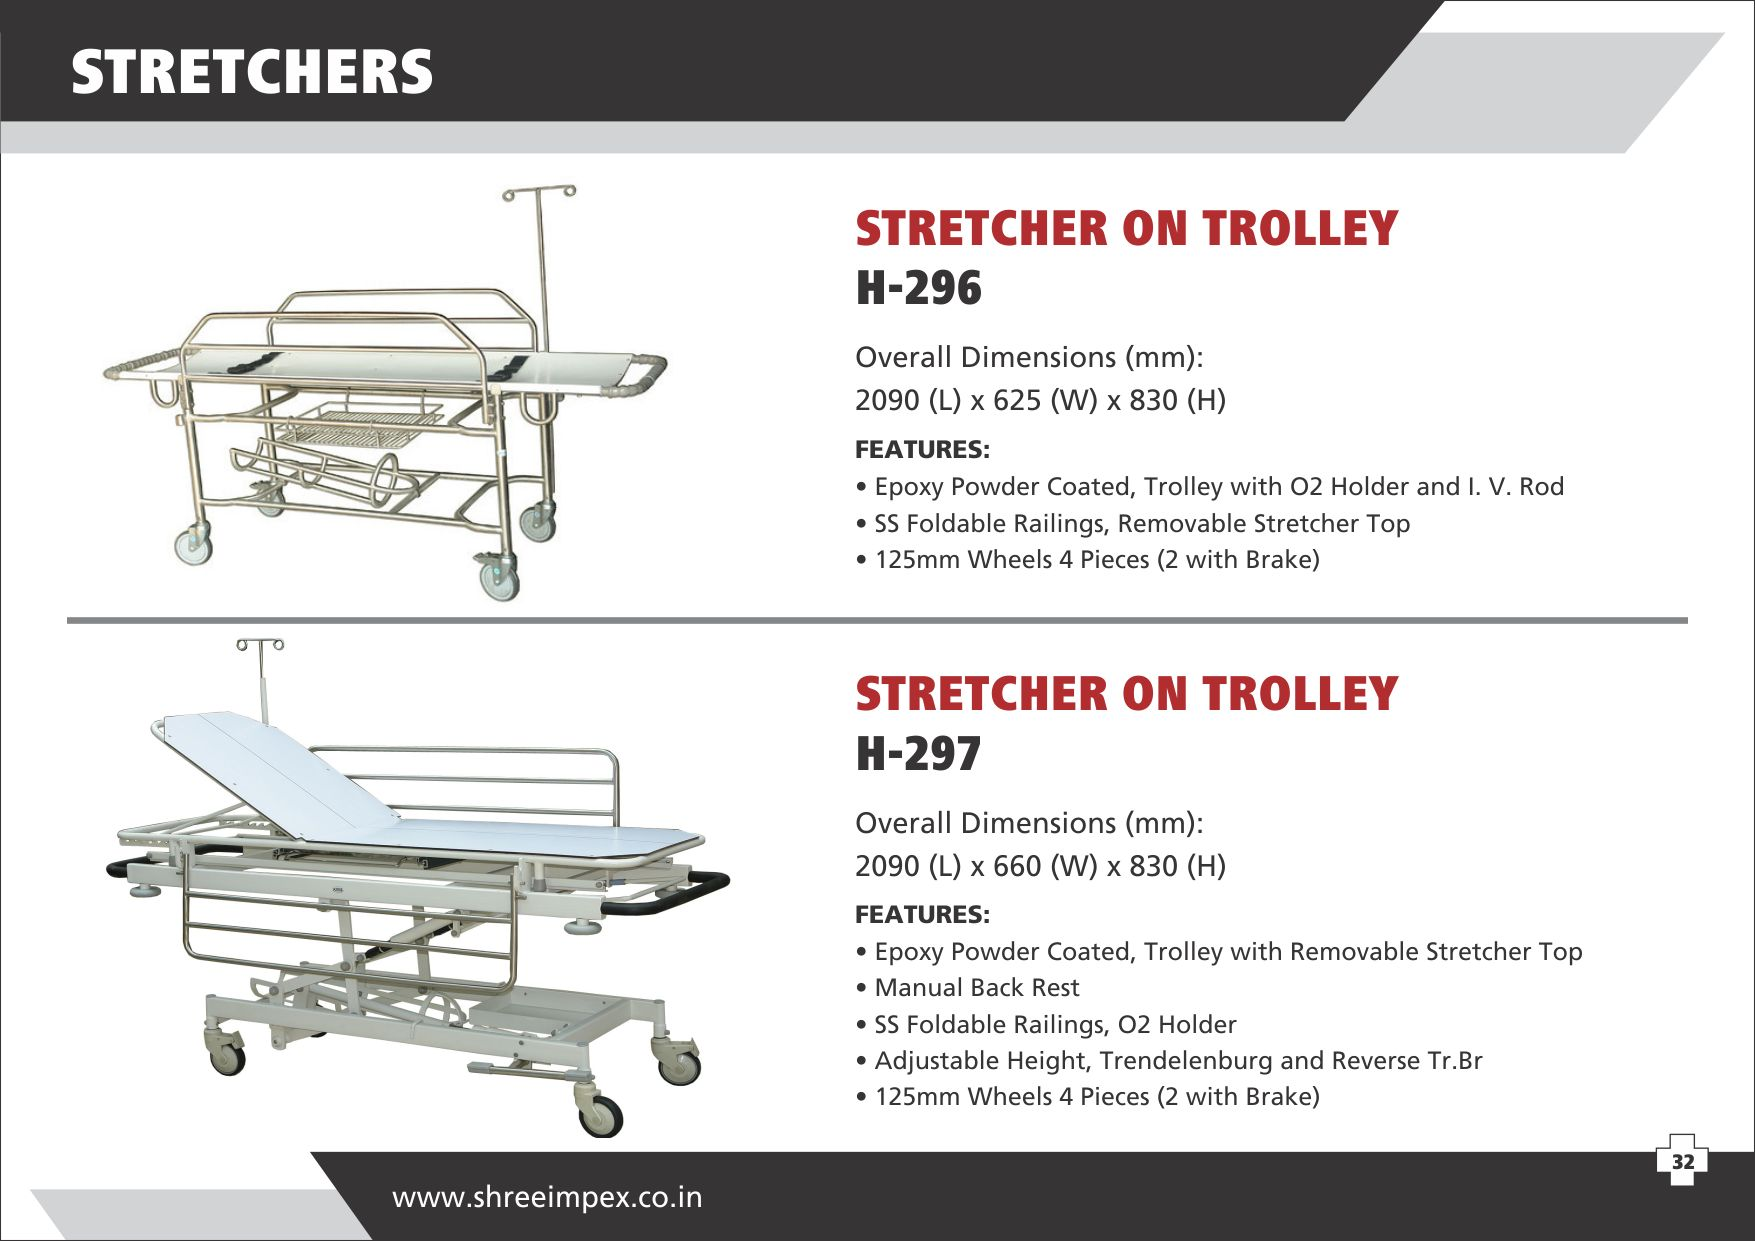 STRETCHERS
STRETCHER ON TROLLEY
H-296
Overall Dimensions (mm):
2090 (L) x 625 (W) x 830 (H)
FEATURES:
• Epoxy Powder Coated, Trolley with O2 Holder and I. V. Rod
• SS Foldable Railings, Removable Stretcher Top
• 125mm Wheels 4 Pieces (2 with Brake)
STRETCHER ON TROLLEY
H-297
Overall Dimensions (mm):
2090 (L) x 660 (W) x 830 (H)
FEATURES:
• Epoxy Powder Coated, Trolley with Removable Stretcher Top
• Manual Back Rest
• SS Foldable Railings, O2 Holder
• Adjustable Height, Trendelenburg and Reverse Tr.Br
• 125mm Wheels 4 Pieces (2 with Brake)
32
www.shreeimpex.co.in